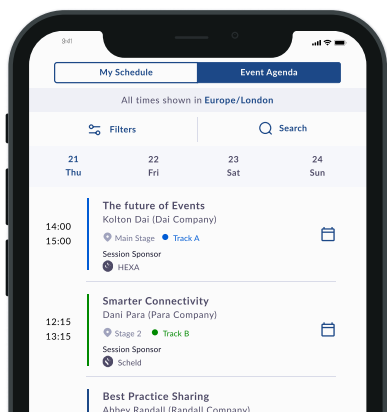 My Schedule
Event Agenda
All times shown in Europe/London
Filters
Search
21 22 23 24
Thu Fri Sat Sun
14:00
15:00
The future of Events
Kolton Dai (Dai Company)
Main Stage Track A
Session Sponsor
HEXA
12:15
13:15
Smarter Connectivity
Dani Para (Para Company)
Stage 2 Track B
Session Sponsor
Scheld
Best Practice Sharing
Abbey Randall (Randall Company)